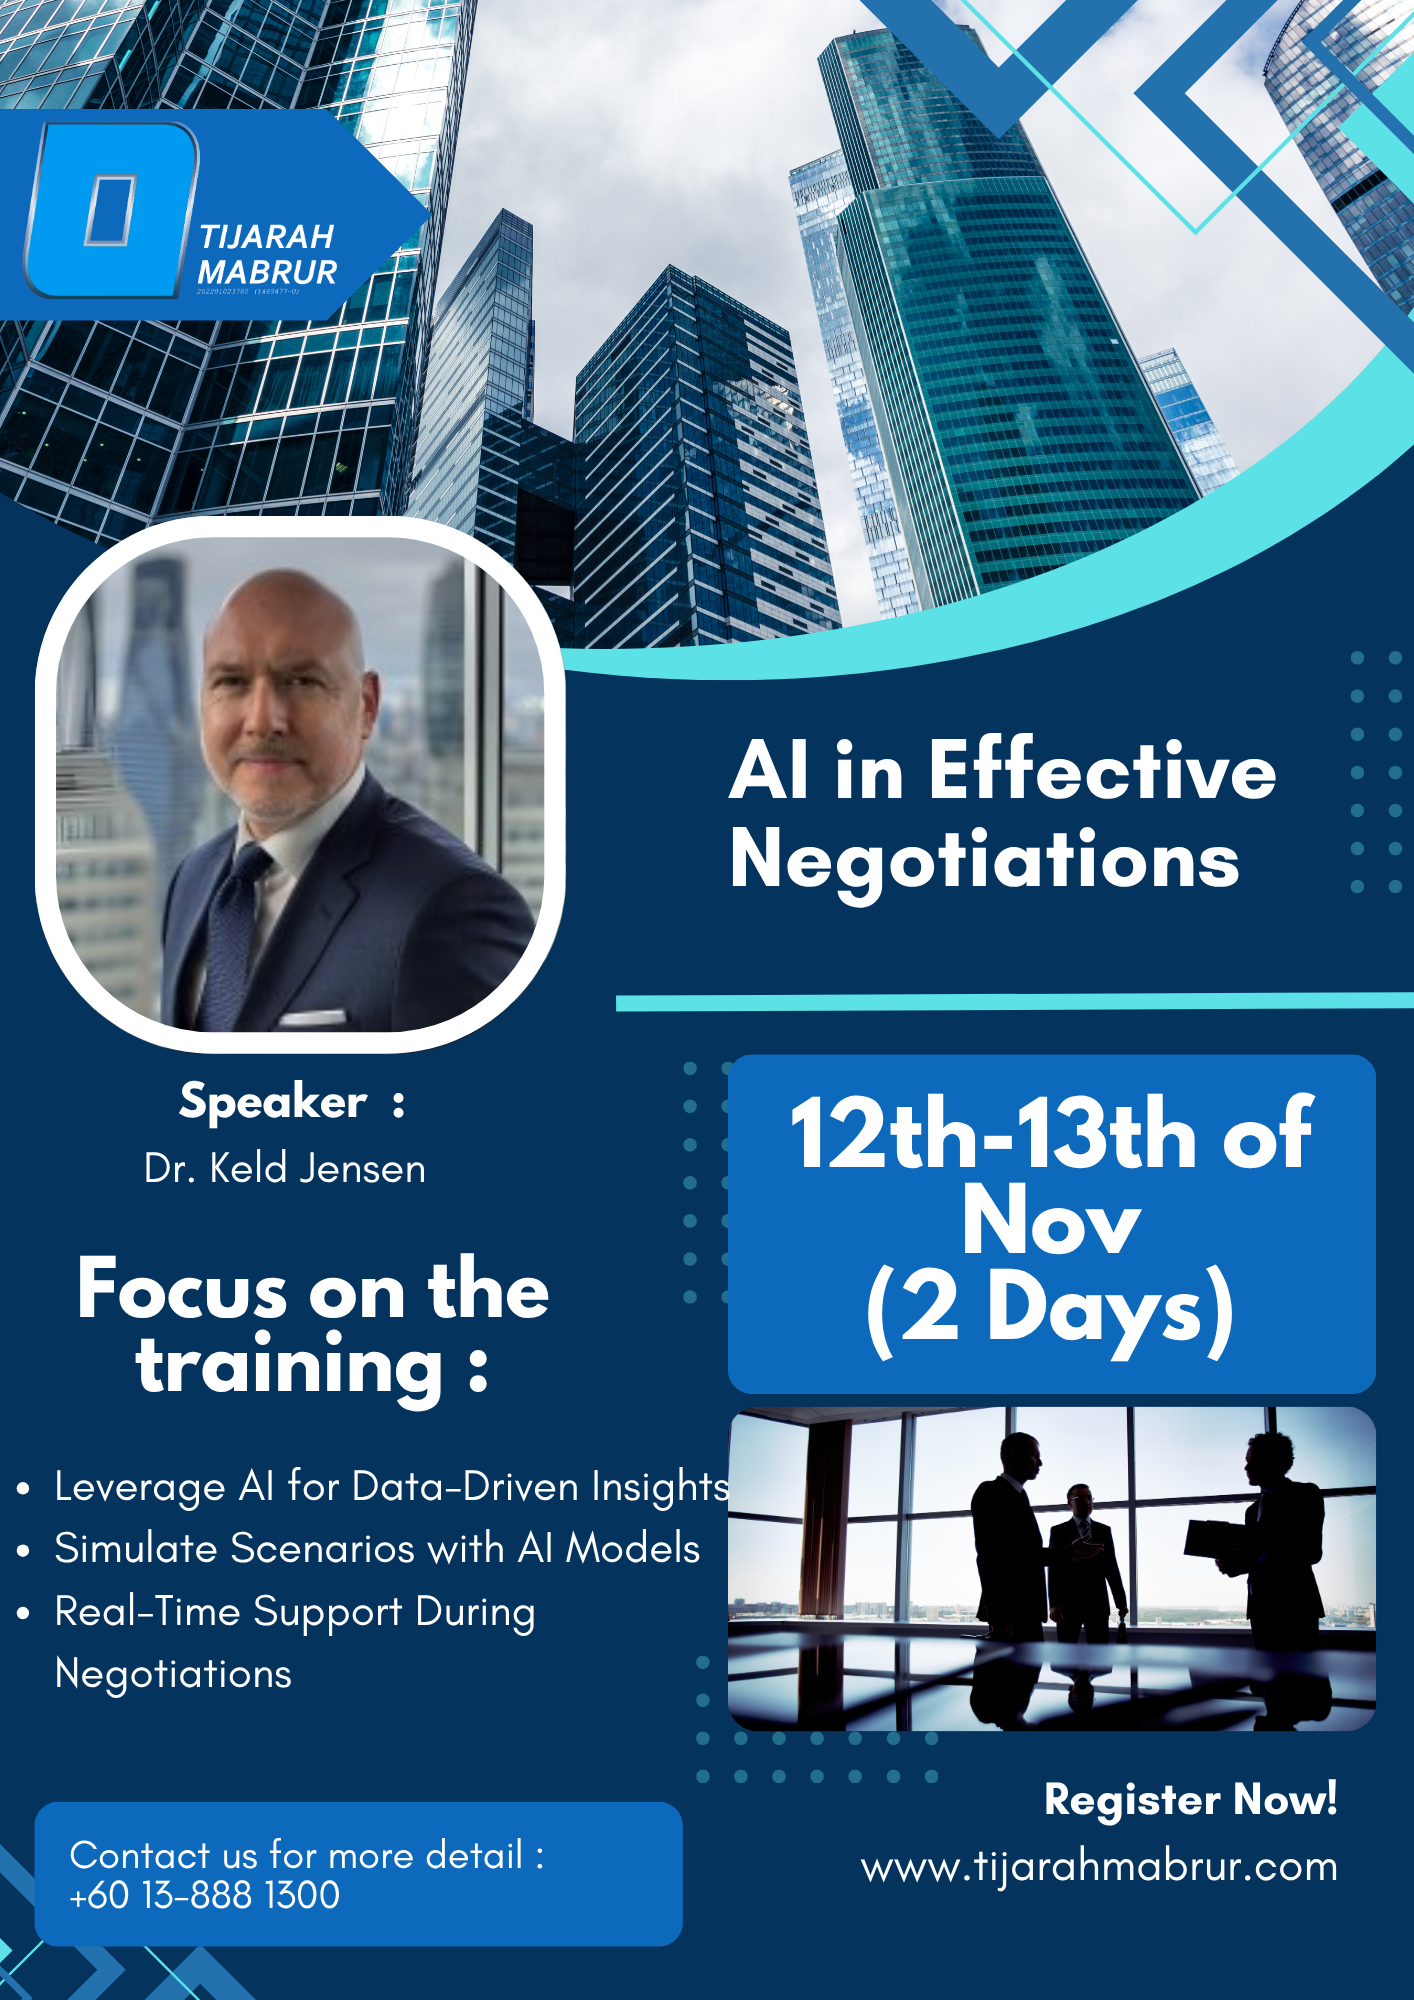 TIJARAH
MABRUR
202201023780 (1469477-U)
AI in Effective
Negotiations
Speaker :
Dr. Keld Jensen
12th-13th of
Nov
(2 Days)
Focus on the
training :
• Leverage AI for Data-Driven Insights
• Simulate Scenarios with AI Models
• Real-Time Support During
Negotiations
Register Now!
www.tijarahmabrur.com
Contact us for more detail :
+60 13-888 1300